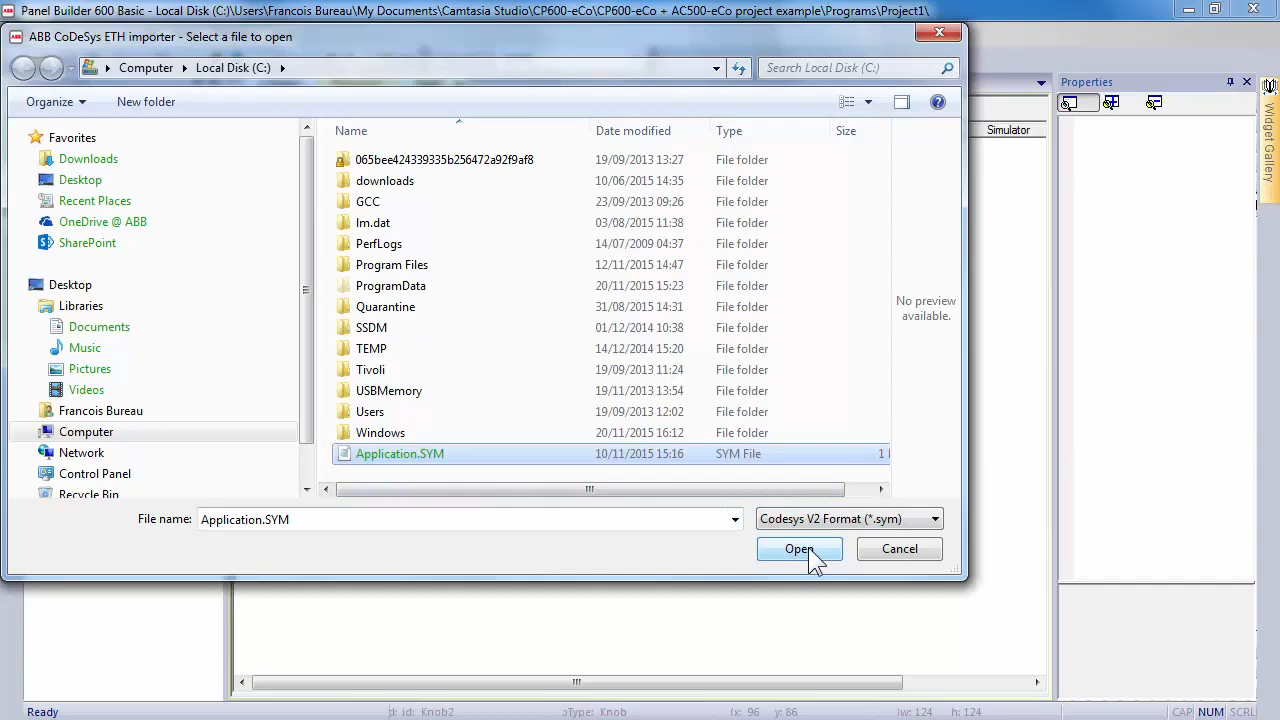 Panel Builder 600 Basic - Local Disk (C:)\Users\Francois Bureau\My Documents\Camtasia Studio\CP600-eCo\CP600-eCo + AC500-eCo project example\Programs\Project1\
ABB CoDeSys ETH importer - Select a file to open
Computer Local Disk (C:) Search Local Disk (C:)
Organize New folder
Properties
Name Date modified Type Size
Simulator
Widget Gallery
Favorites
Downloads
Desktop
Recent Places
OneDrive @ ABB
SharePoint
Desktop
Libraries
Documents
Music
Pictures
Videos
Francois Bureau
Computer
Network
Control Panel
Recycle Bin
065bee424339335b256472a92f9af8 19/09/2013 13:27 File folder
downloads 10/06/2015 14:35 File folder
GCC 23/09/2013 09:26 File folder
lm.dat 03/08/2015 11:38 File folder
PerfLogs 14/07/2009 04:37 File folder
Program Files 12/11/2015 14:47 File folder
ProgramData 20/11/2015 15:23 File folder
Quarantine 31/08/2015 14:31 File folder
SSDM 01/12/2014 10:38 File folder
TEMP 14/12/2014 15:20 File folder
Tivoli 19/09/2013 11:24 File folder
USBMemory 19/11/2013 13:54 File folder
Users 19/09/2013 12:02 File folder
Windows 20/11/2015 16:12 File folder
Application.SYM 10/11/2015 15:16 SYM File 1
No preview
available.
File name: Application.SYM Codesys V2 Format (*.sym)
Open Cancel
Ready d: id: Knob2 oType: Knob (x: 96 y: 86 w: 124 h: 124 CAP NUM SCRL